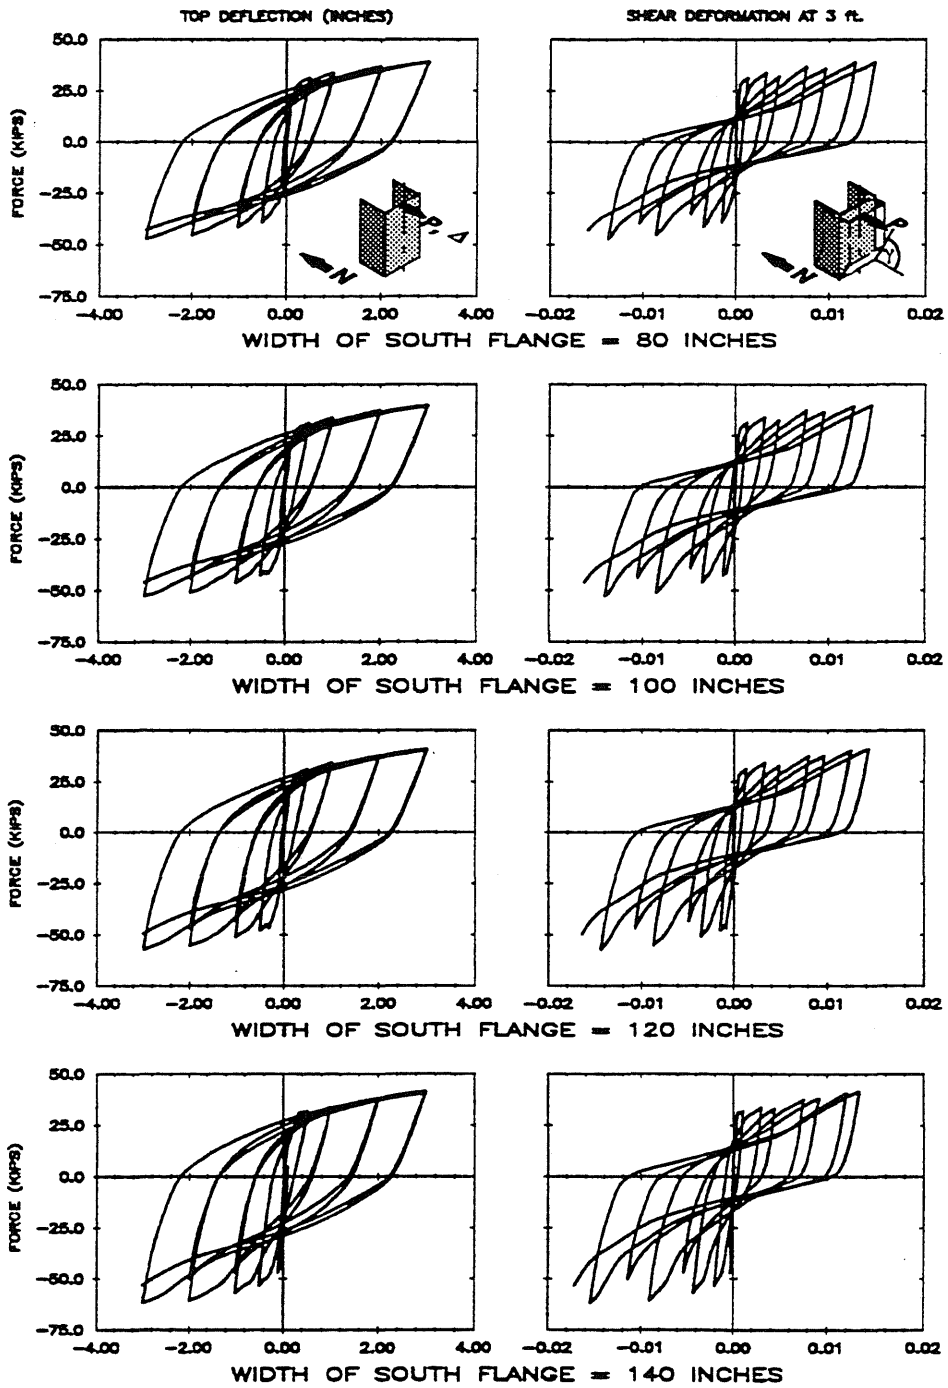 TOP DEFLECTION (INCHES)
SHEAR DEFORMATION AT 3 ft.
FORCE (KIPS)
50.0
25.0
0.0
-25.0
-50.0
-75.0
-4.00 -2.00 0.00 2.00 4.00
-0.02 -0.01 0.00 0.01 0.02
N
P, Δ
N
P
γ
WIDTH OF SOUTH FLANGE = 80 INCHES
FORCE (KIPS)
50.0
25.0
0.0
-25.0
-50.0
-75.0
-4.00 -2.00 0.00 2.00 4.00
-0.02 -0.01 0.00 0.01 0.02
WIDTH OF SOUTH FLANGE = 100 INCHES
FORCE (KIPS)
50.0
25.0
0.0
-25.0
-50.0
-75.0
-4.00 -2.00 0.00 2.00 4.00
-0.02 -0.01 0.00 0.01 0.02
WIDTH OF SOUTH FLANGE = 120 INCHES
FORCE (KIPS)
50.0
25.0
0.0
-25.0
-50.0
-75.0
-4.00 -2.00 0.00 2.00 4.00
-0.02 -0.01 0.00 0.01 0.02
WIDTH OF SOUTH FLANGE = 140 INCHES